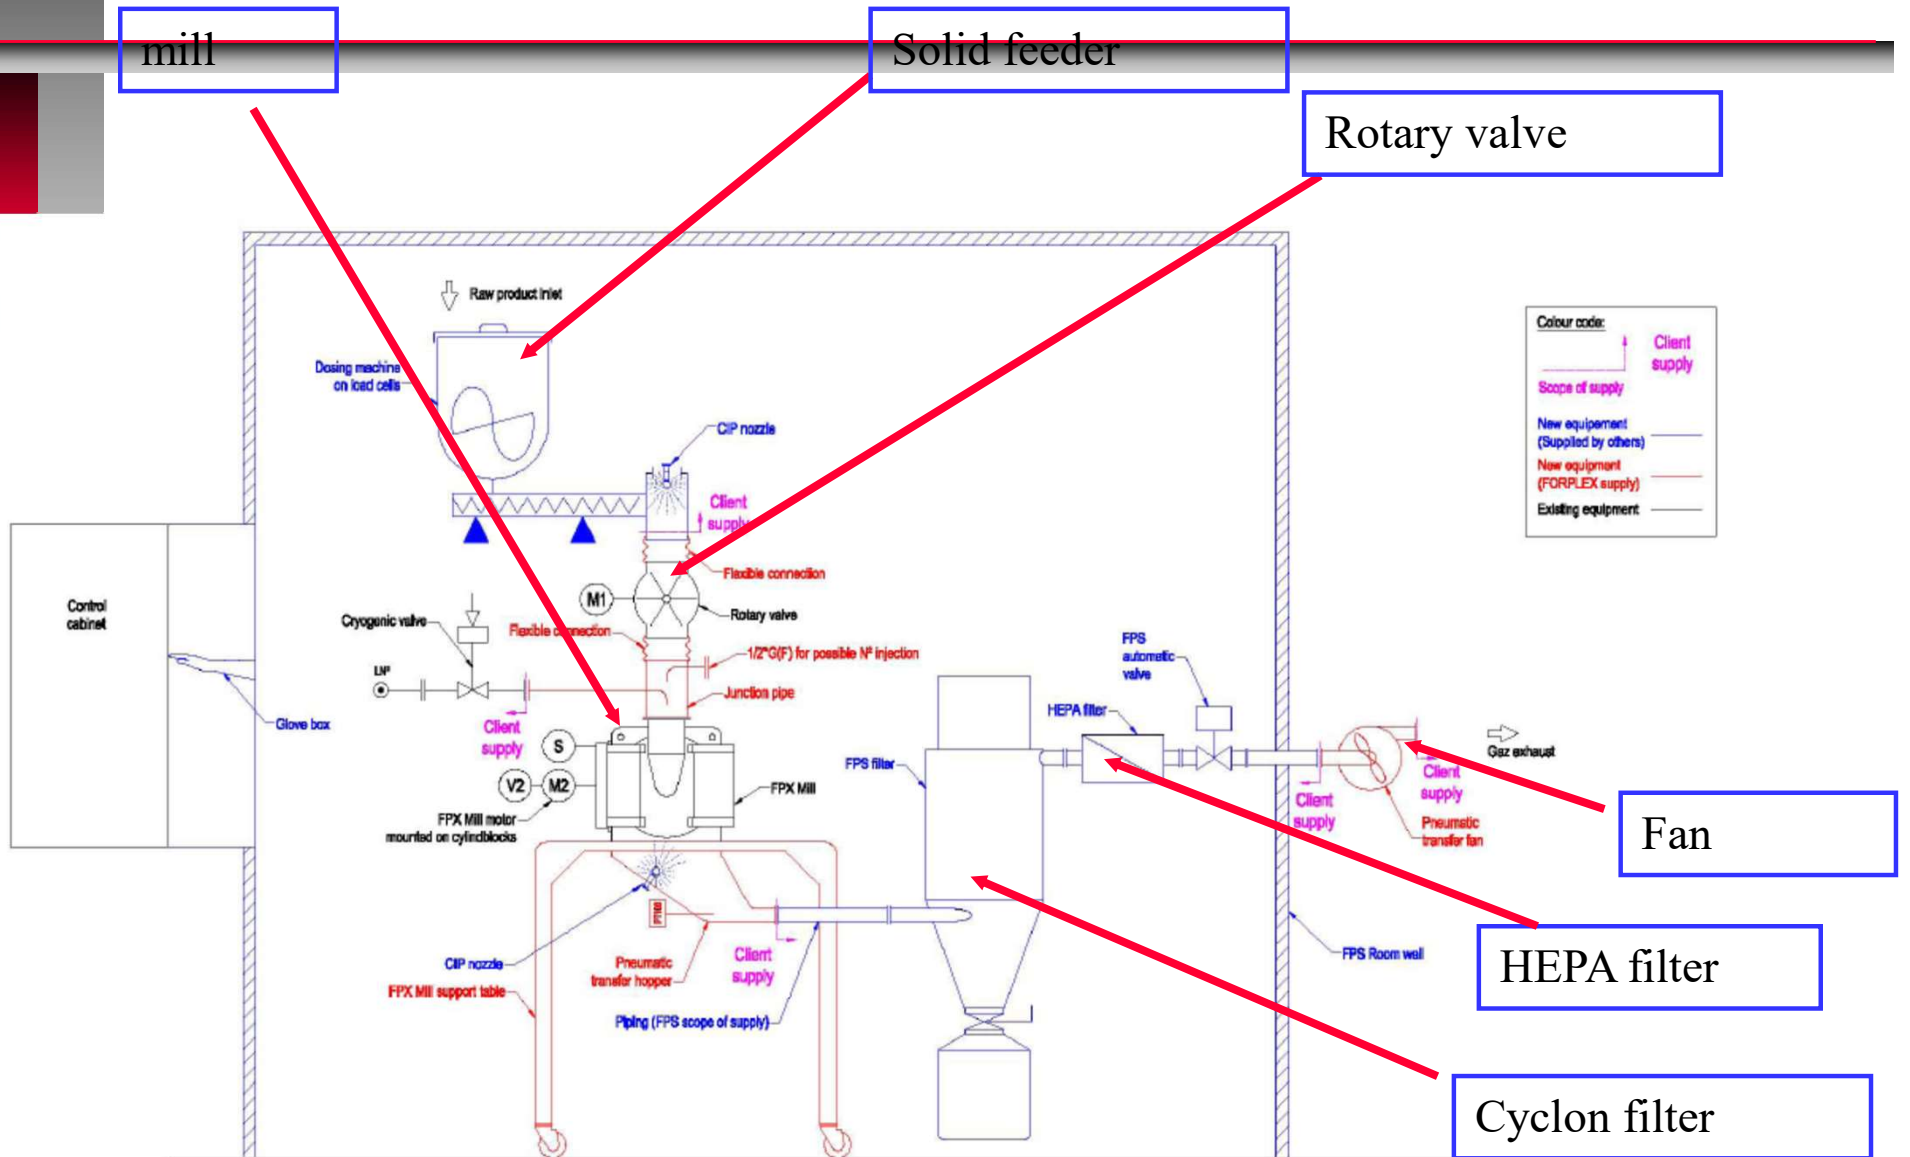 mill
Solid feeder
Rotary valve
Raw product inlet
Colour code:
Client
supply
Scope of supply
New equipement
(Supplied by others)
New equipment
(FORPLEX supply)
Existing equipment
Dosing machine
on load cells
CIP nozzle
Client
supply
Flexible connection
M1
Rotary valve
Control
cabinet
Cryogenic valve
Flexible connection
1/2"G(F) for possible N² injection
LN²
Junction pipe
FPS
automatic
valve
HEPA filter
Glove box
Client
supply
S
V2
M2
FPX Mill
FPX Mill motor
mounted on cylindblocks
FPS filter
Gaz exhaust
Client
supply
Client
supply
Pneumatic
transfer fan
Fan
PT100
CIP nozzle
Pneumatic
transfer hopper
Client
supply
FPX Mill support table
Piping (FPS scope of supply)
FPS Room wall
HEPA filter
Cyclon filter